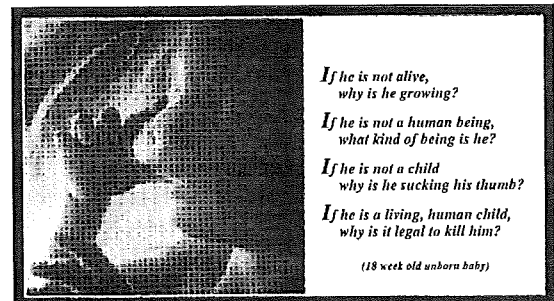 If he is not alive,
why is he growing?
If he is not a human being,
what kind of being is he?
If he is not a child
why is he sucking his thumb?
If he is a living, human child,
why is it legal to kill him?
(18 week old unborn baby)